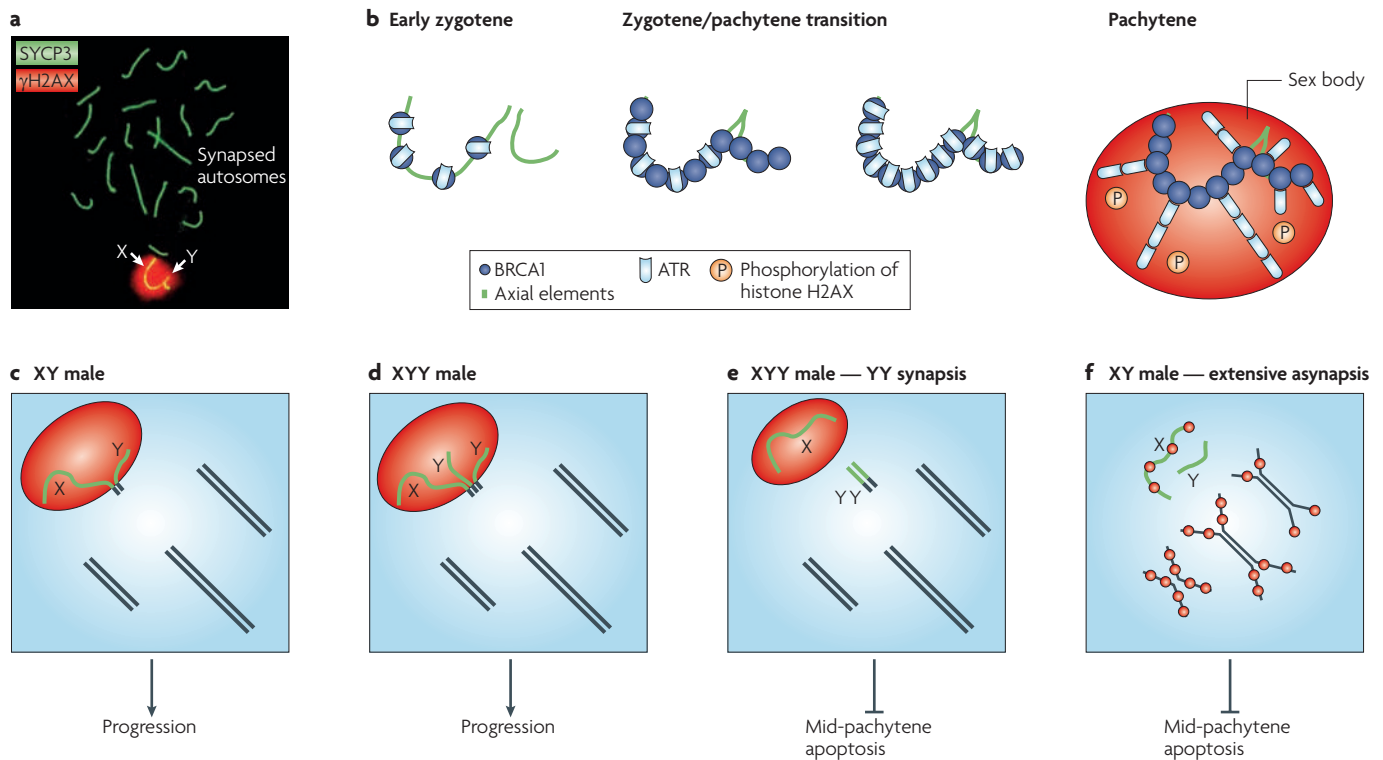 a
SYCP3
γH2AX
Synapsed
autosomes
X
Y
b Early zygotene
Zygotene/pachytene transition
Pachytene
Sex body
P
P
P
BRCA1
Axial elements
ATR
P Phosphorylation of
histone H2AX
c XY male
Y
X
Progression
d XYY male
Y
Y
X
Progression
e XYY male — YY synapsis
X
Y Y
Mid-pachytene
apoptosis
f XY male — extensive asynapsis
X
Y
Mid-pachytene
apoptosis